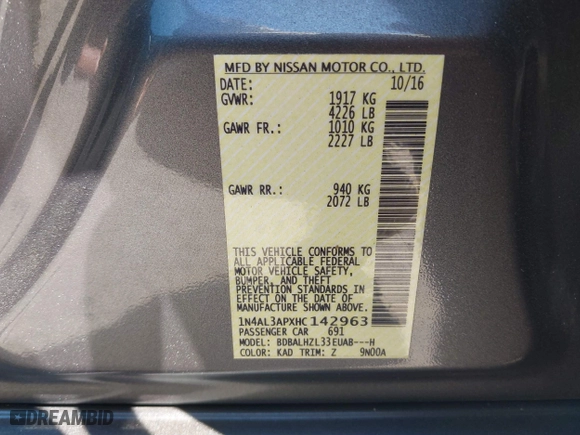 MFD BY NISSAN MOTOR CO., LTD.
DATE: 10/16
GVWR: 1917 KG
4226 LB
GAWR FR.: 1010 KG
2227 LB
GAWR RR.: 940 KG
2072 LB
THIS VEHICLE CONFORMS TO
ALL APPLICABLE FEDERAL
MOTOR VEHICLE SAFETY,
BUMPER, AND THEFT
PREVENTION STANDARDS IN
EFFECT ON THE DATE OF
MANUFACTURE SHOWN ABOVE.
1N4AL3APXHC142963
PASSENGER CAR 691
MODEL: BDBALHZL33EUAB---H
COLOR: KAD TRIM: Z 9N00A
DREAMBID